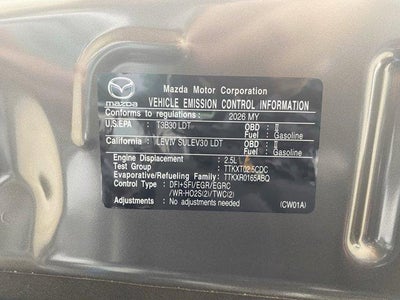 Mazda Motor Corporation
mazda VEHICLE EMISSION CONTROL INFORMATION
Conforms to regulations: 2026 MY
U.S.EPA : T3B30 LDT OBD : II
Fuel : Gasoline
California : LEVIV SULEV30 LDT OBD : II
Fuel : Gasoline
Engine Displacement : 2.5L
Test Group : TTKXT02.5CDC
Evaporative/Refueling Family: TTKXR0165ABQ
Control Type : DFI+SFI/EGR/EGRC
/WR-HO2S(2)/TWC(2)
Adjustments : No adjustments needed (CW01A)